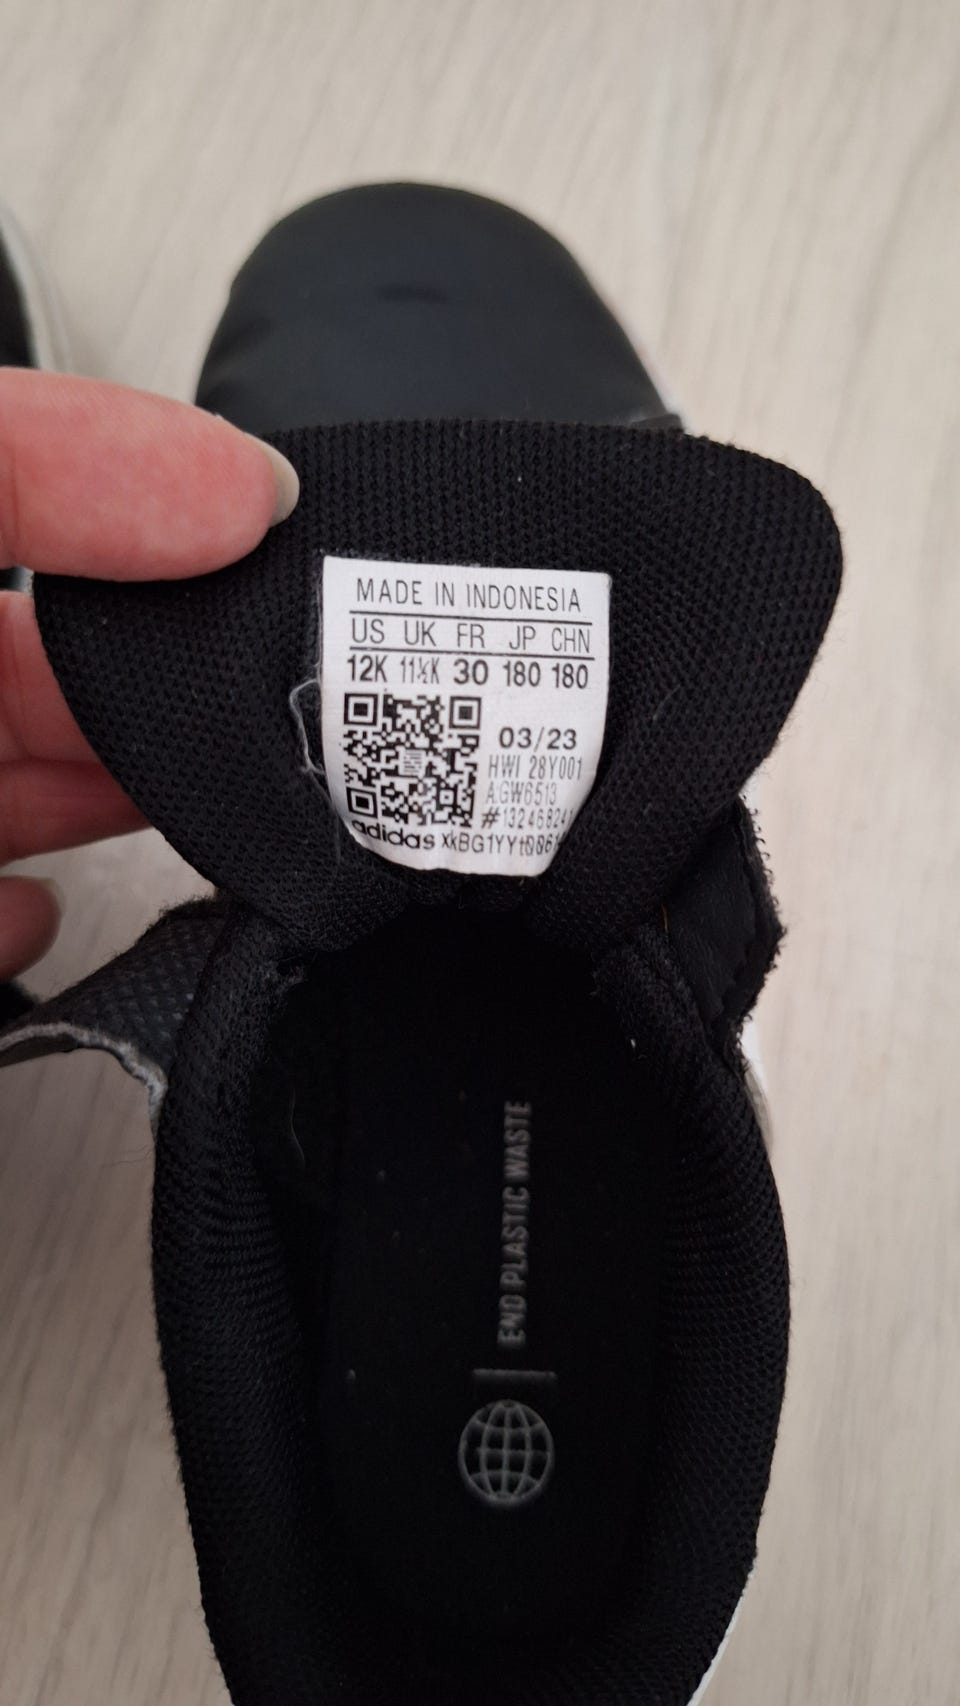 MADE IN INDONESIA
US UK FR JP CHN
12K 11½K 30 180 180
03/23
HWI 28Y001
A:GW6513
adidas
END PLASTIC WASTE